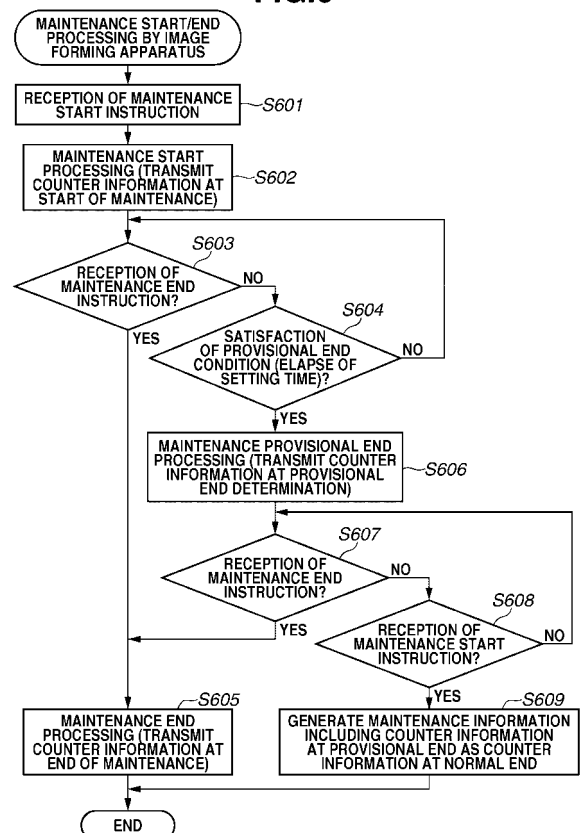 MAINTENANCE START/END
PROCESSING BY IMAGE
FORMING APPARATUS
RECEPTION OF MAINTENANCE
START INSTRUCTION
S601
MAINTENANCE START
PROCESSING (TRANSMIT
COUNTER INFORMATION AT
START OF MAINTENANCE)
S602
S603
RECEPTION OF
MAINTENANCE END
INSTRUCTION?
NO
YES
S604
SATISFACTION
OF PROVISIONAL END
CONDITION (ELAPSE OF
SETTING TIME)?
NO
YES
MAINTENANCE PROVISIONAL END
PROCESSING (TRANSMIT COUNTER
INFORMATION AT PROVISIONAL
END DETERMINATION)
S606
S607
RECEPTION OF
MAINTENANCE END
INSTRUCTION?
NO
YES
S608
RECEPTION OF
MAINTENANCE START
INSTRUCTION?
NO
YES
S605
MAINTENANCE END
PROCESSING (TRANSMIT
COUNTER INFORMATION AT
END OF MAINTENANCE)
S609
GENERATE MAINTENANCE INFORMATION
INCLUDING COUNTER INFORMATION
AT PROVISIONAL END AS COUNTER
INFORMATION AT NORMAL END
END